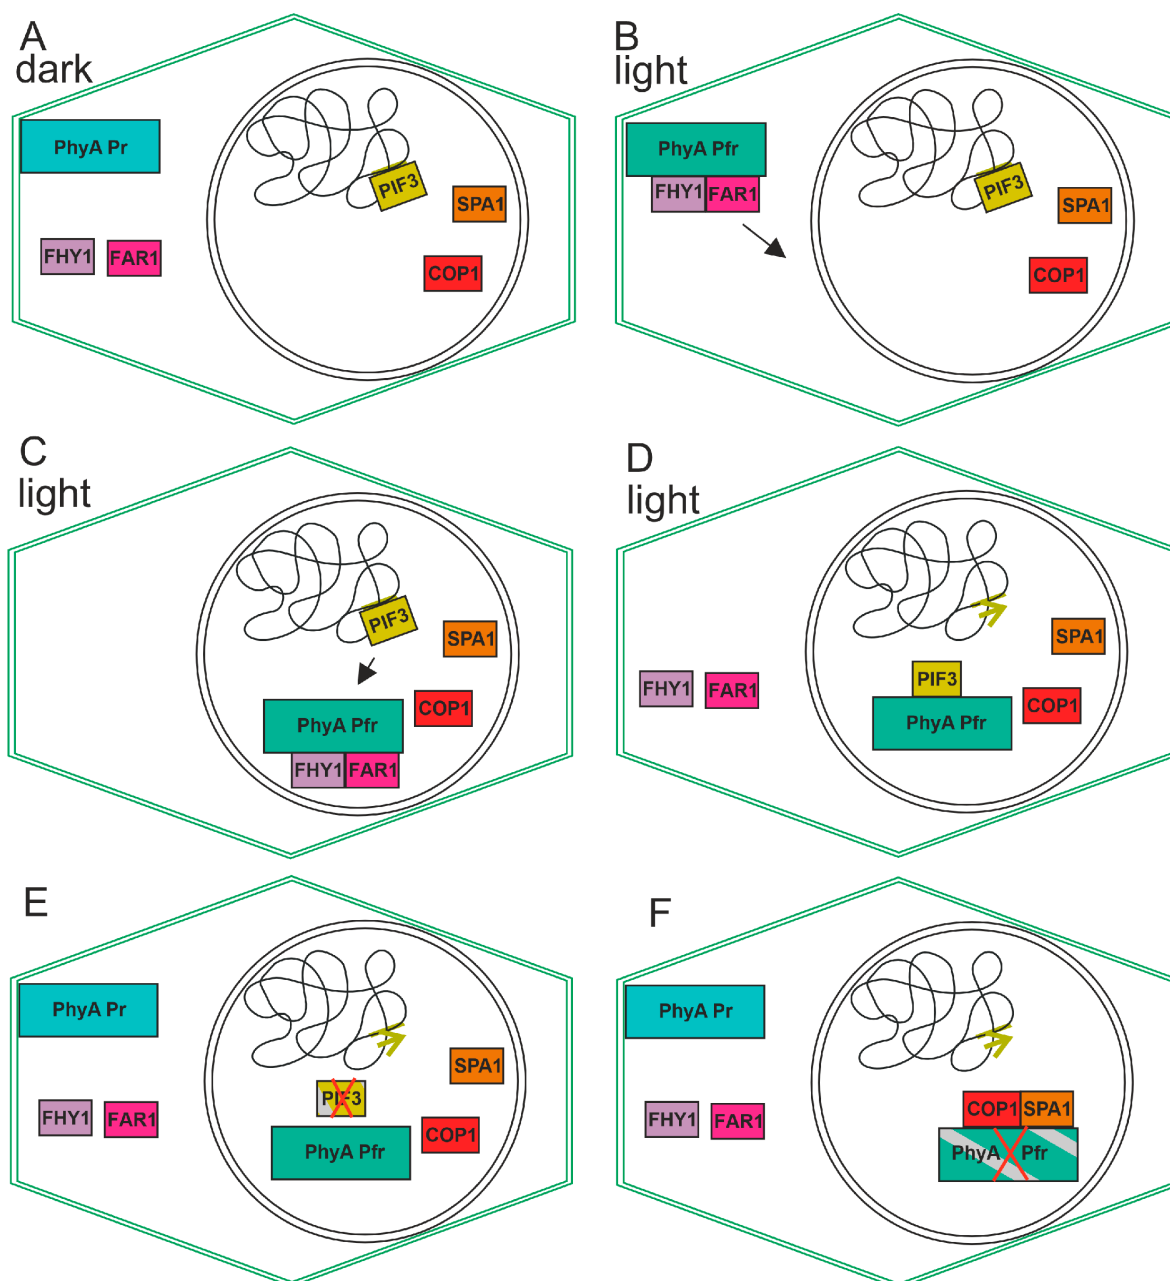 A
dark
PhyA Pr
PIF3
SPA1
FHY1 FAR1
COP1
B
light
PhyA Pfr
FHY1 FAR1
PIF3
SPA1
COP1
C
light
PIF3
SPA1
COP1
PhyA Pfr
FHY1 FAR1
D
light
SPA1
PIF3
FHY1 FAR1
COP1
PhyA Pfr
E
PhyA Pr
SPA1
PIF3
FHY1 FAR1
COP1
PhyA Pfr
F
PhyA Pr
FHY1 FAR1
COP1 SPA1
PhyA Pfr